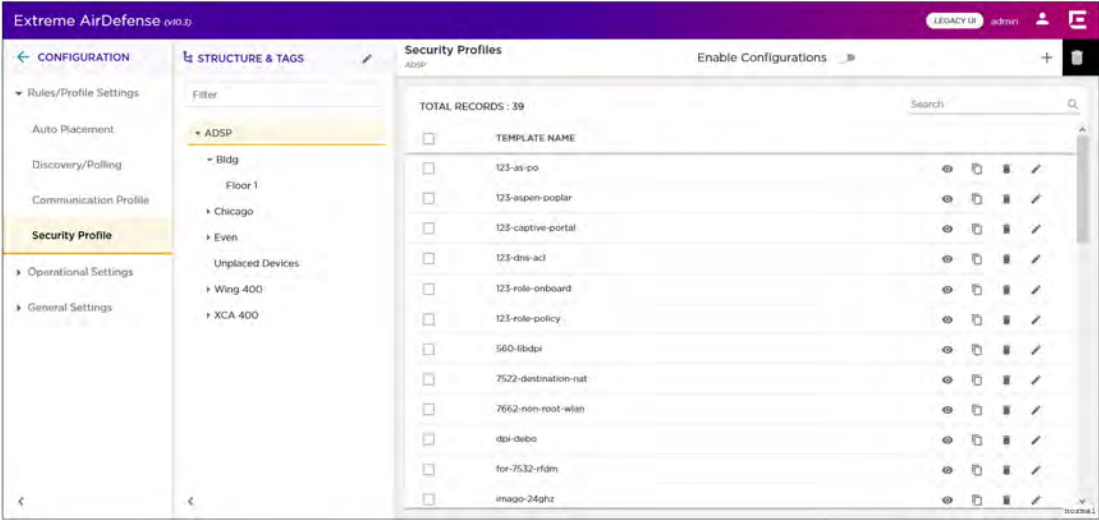 Extreme AirDefense (v10.3)
LEGACY UI
admin
CONFIGURATION
Rules/Profile Settings
Auto Placement
Discovery/Polling
Communication Profile
Security Profile
Operational Settings
General Settings
STRUCTURE & TAGS
Filter
ADSP
Bldg
Floor 1
Chicago
Even
Unplaced Devices
Wing 400
XCA 400
Security Profiles
ADSP
Enable Configurations
TOTAL RECORDS : 39
Search
TEMPLATE NAME
123-as-po
123-aspen-poplar
123-captive-portal
123-dns-acl
123-role-onboard
123-role-policy
560-libdpi
7522-destination-nat
7662-non-root-wlan
dpi-debo
for-7532-rfdm
imago-24ghz
normal